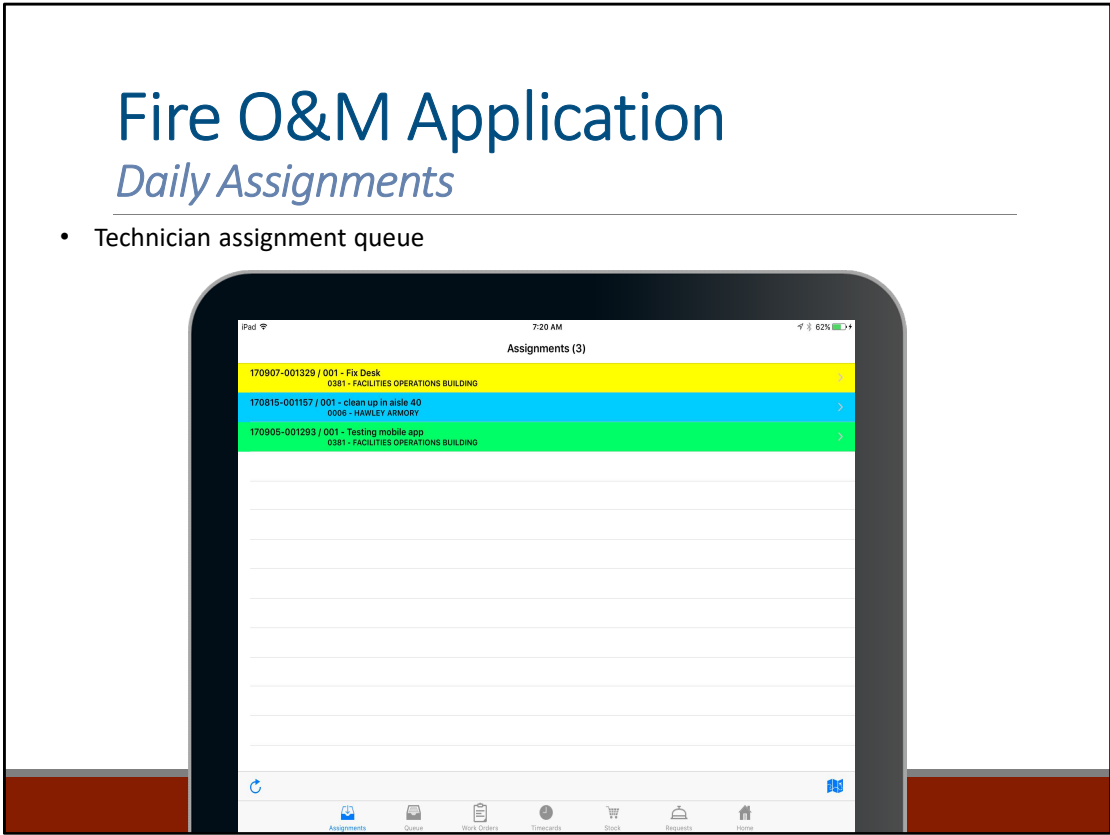 Fire O&M Application
Daily Assignments
• Technician assignment queue
iPad 7:20 AM 62%
Assignments (3)
170907-001329 / 001 - Fix Desk
0381 - FACILITIES OPERATIONS BUILDING
170815-001157 / 001 - clean up in aisle 40
0006 - HAWLEY ARMORY
170905-001293 / 001 - Testing mobile app
0381 - FACILITIES OPERATIONS BUILDING
Assignments Queue Work Orders Timecards Stock Requests Home